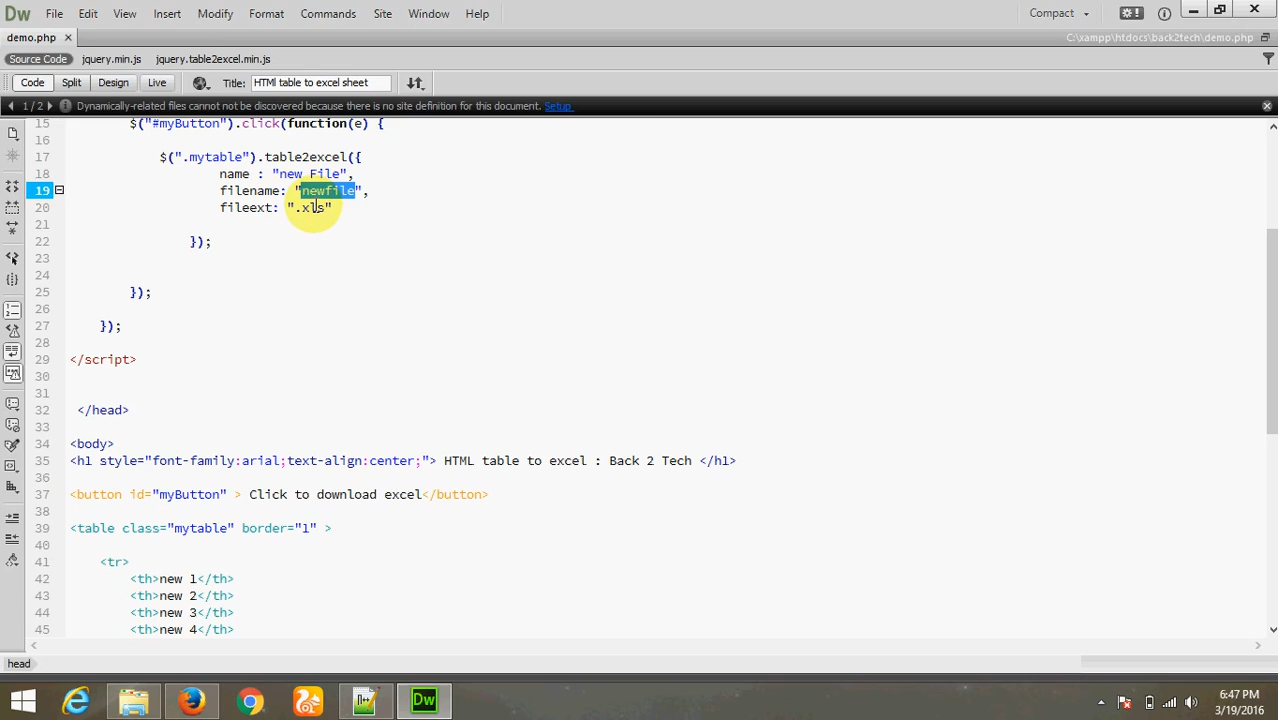 Dw File Edit View Insert Modify Format Commands Site Window Help Compact
demo.php C:\xampp\htdocs\back2tech\demo.php
Source Code jquery.min.js jquery.table2excel.min.js
Code Split Design Live Title: HTMl table to excel sheet
1 / 2 Dynamically-related files cannot not be discovered because there is no site definition for this document. Setup
15 $("#myButton").click(function(e) {
16
17 $(".mytable").table2excel({
18 name : "new File",
19 filename: "newfile",
20 fileext: ".xls"
21
22 });
23
24
25 });
26
27 });
28
29 </script>
30
31
32 </head>
33
34 <body>
35 <h1 style="font-family:arial;text-align:center;"> HTML table to excel : Back 2 Tech </h1>
36
37 <button id="myButton" > Click to download excel</button>
38
39 <table class="mytable" border="1" >
40
41 <tr>
42 <th>new 1</th>
43 <th>new 2</th>
44 <th>new 3</th>
45 <th>new 4</th>
head
Dw
6:47 PM
3/19/2016